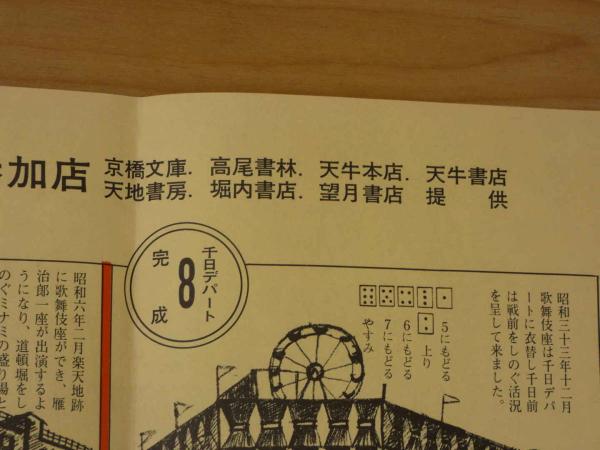 加店
京橋文庫. 高尾書林. 天牛本店. 天牛書店
天地書房. 堀内書店. 望月書店 提 供
昭和三十三年十二月
歌舞伎座は千日デパ
ートに衣替し千日前
は戦前をしのぐ活況
を呈して来ました。
5にもどる
上り
6にもどる
7にもどる
やすみ
千日デパート
8
完成
昭和六年二月楽天地跡
に歌舞伎座ができ、雁
治郎一座が出演するよ
うになり、道頓堀をし
のぐミナミの盛り場と